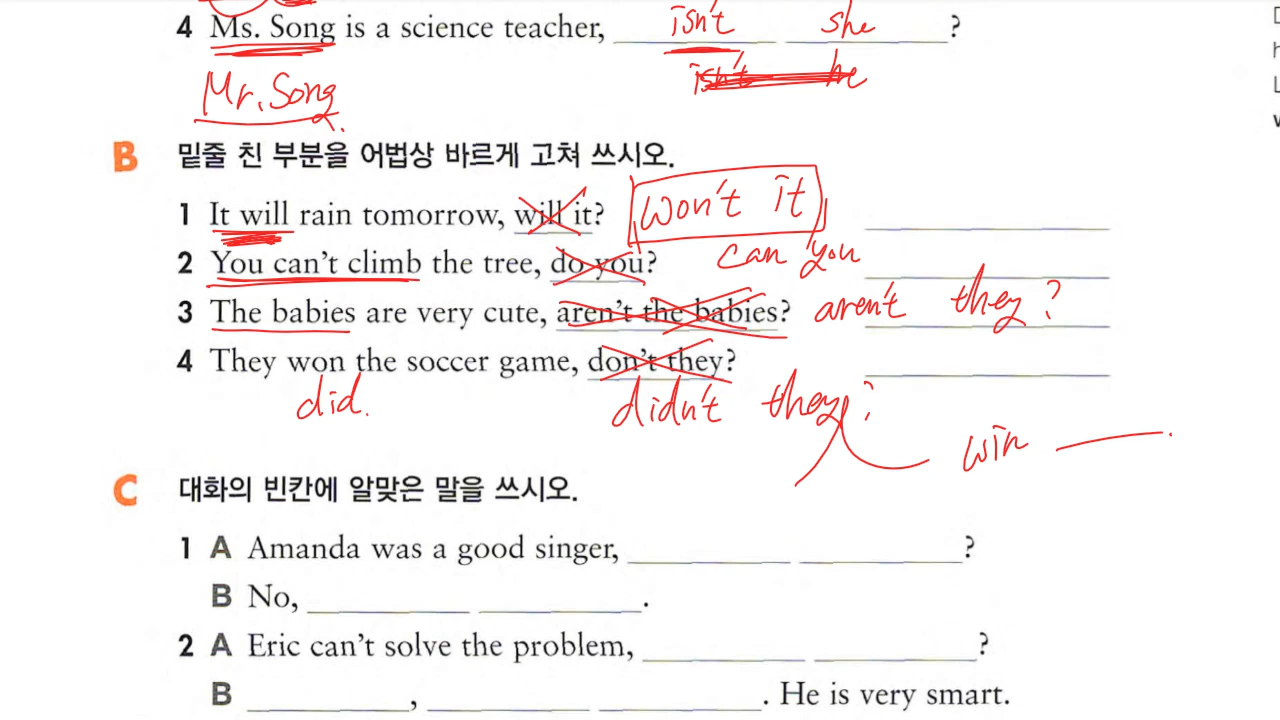 4 Ms. Song is a science teacher, isn't she ?
Mr. Song isn't he
B 밑줄 친 부분을 어법상 바르게 고쳐 쓰시오.
1 It will rain tomorrow, will it? won't it
2 You can't climb the tree, do you? can you
3 The babies are very cute, aren't the babies? aren't they?
4 They won the soccer game, don't they?
did. didn't they?
win
C 대화의 빈칸에 알맞은 말을 쓰시오.
1 A Amanda was a good singer, ?
B No, .
2 A Eric can't solve the problem, ?
B , . He is very smart.